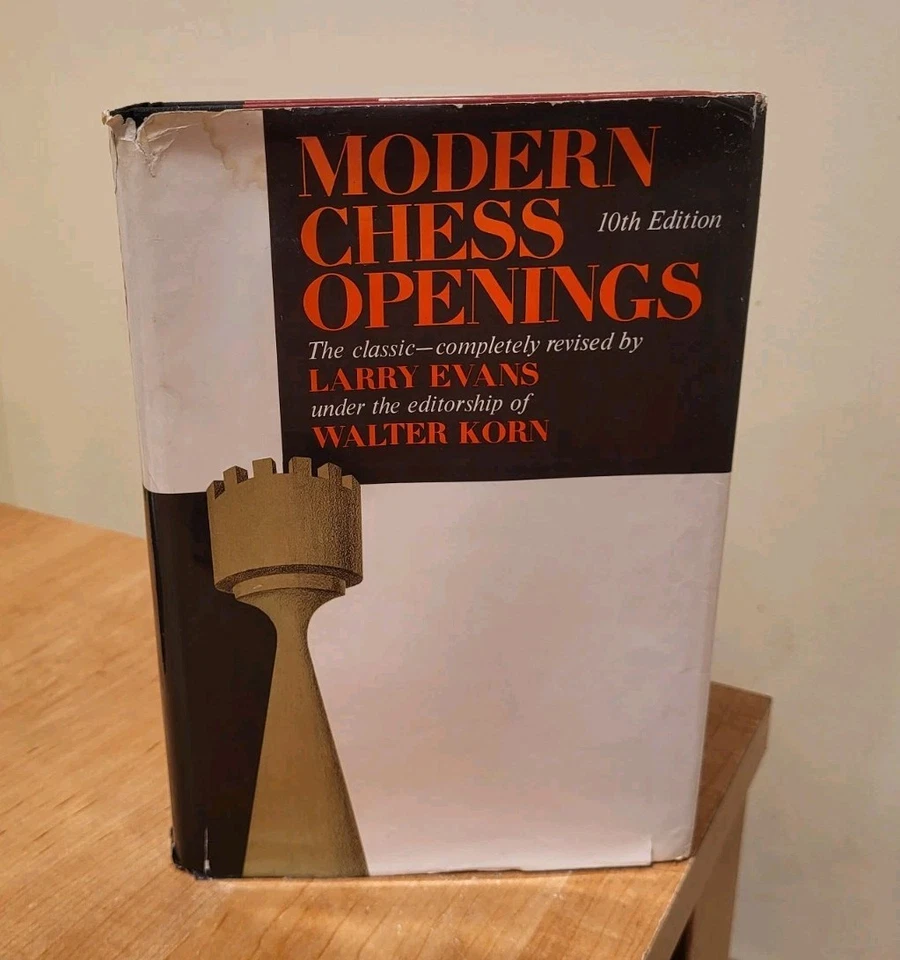 MODERN
CHESS
10th Edition
OPENINGS
The classic—completely revised by
LARRY EVANS
under the editorship of
WALTER KORN